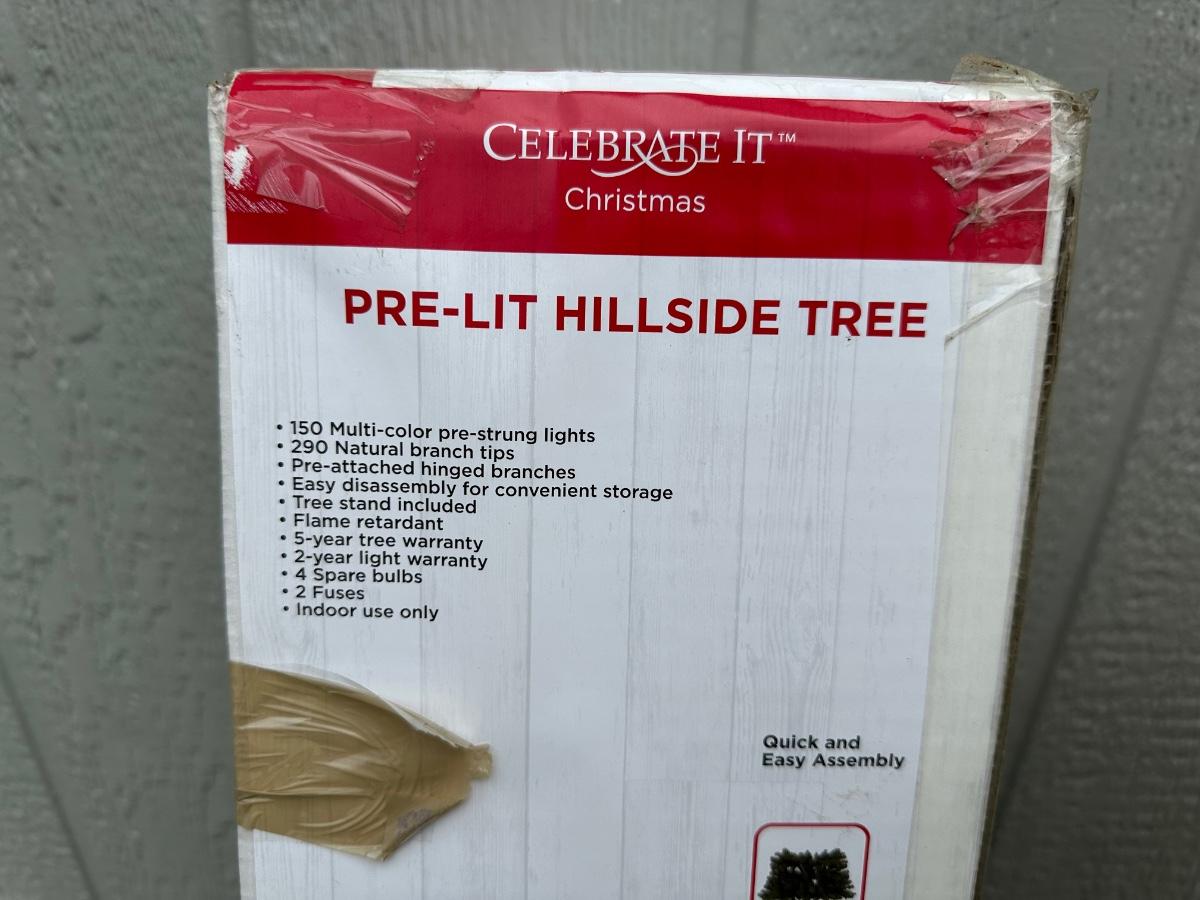 CELEBRATE IT™
Christmas
PRE-LIT HILLSIDE TREE
• 150 Multi-color pre-strung lights
• 290 Natural branch tips
• Pre-attached hinged branches
• Easy disassembly for convenient storage
• Tree stand included
• Flame retardant
• 5-year tree warranty
• 2-year light warranty
• 4 Spare bulbs
• 2 Fuses
• Indoor use only
Quick and
Easy Assembly